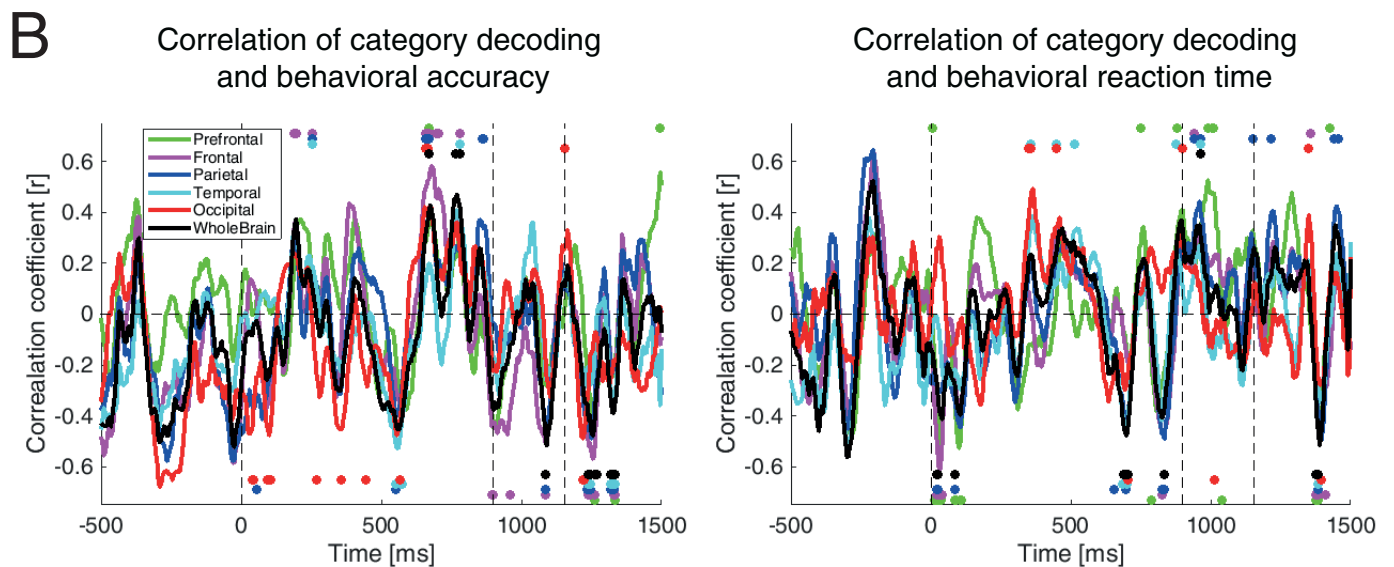 B
Correlation of category decoding
and behavioral accuracy
Correealation coefficient [r]
0.6
0.4
0.2
0
-0.2
-0.4
-0.6
Prefrontal
Frontal
Parietal
Temporal
Occipital
WholeBrain
-500
0
500
1000
1500
Time [ms]
Correlation of category decoding
and behavioral reaction time
Correealation coefficient [r]
0.6
0.4
0.2
0
-0.2
-0.4
-0.6
-500
0
500
1000
1500
Time [ms]